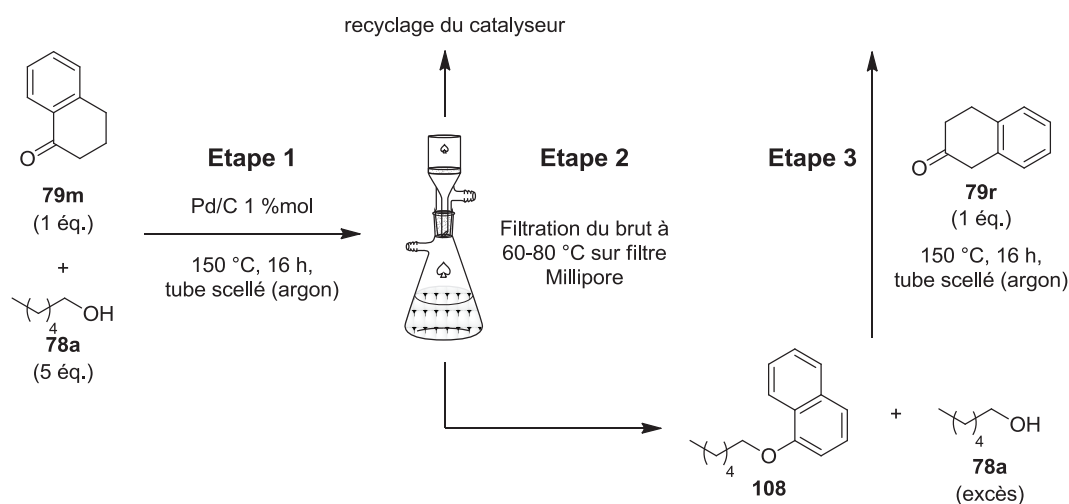 recyclage du catalyseur
O
79m
(1 éq.)
+
OH
4
78a
(5 éq.)
Etape 1
Pd/C 1 %mol
150 °C, 16 h,
tube scellé (argon)
Etape 2
Filtration du brut à
60-80 °C sur filtre
Millipore
Etape 3
O
79r
(1 éq.)
150 °C, 16 h,
tube scellé (argon)
O
4
108
+
OH
4
78a
(excès)